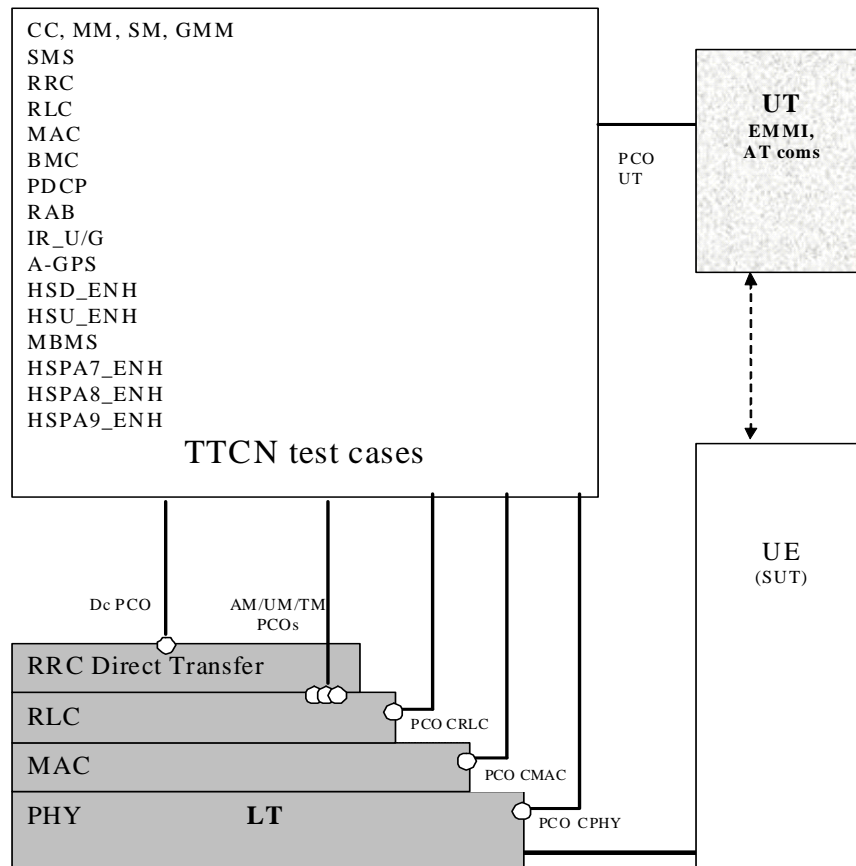 CC, MM, SM, GMM
SMS
RRC
RLC
MAC
BMC
PDCP
RAB
IR_U/G
A-GPS
HSD_ENH
HSU_ENH
MBMS
HSPA7_ENH
HSPA8_ENH
HSPA9_ENH
TTCN test cases
PCO
UT
UT
EMMI,
AT coms
UE
(SUT)
Dc PCO
AM/UM/TM
PCOs
RRC Direct Transfer
RLC
PCO CRLC
MAC
PCO CMAC
PHY
LT
PCO CPHY